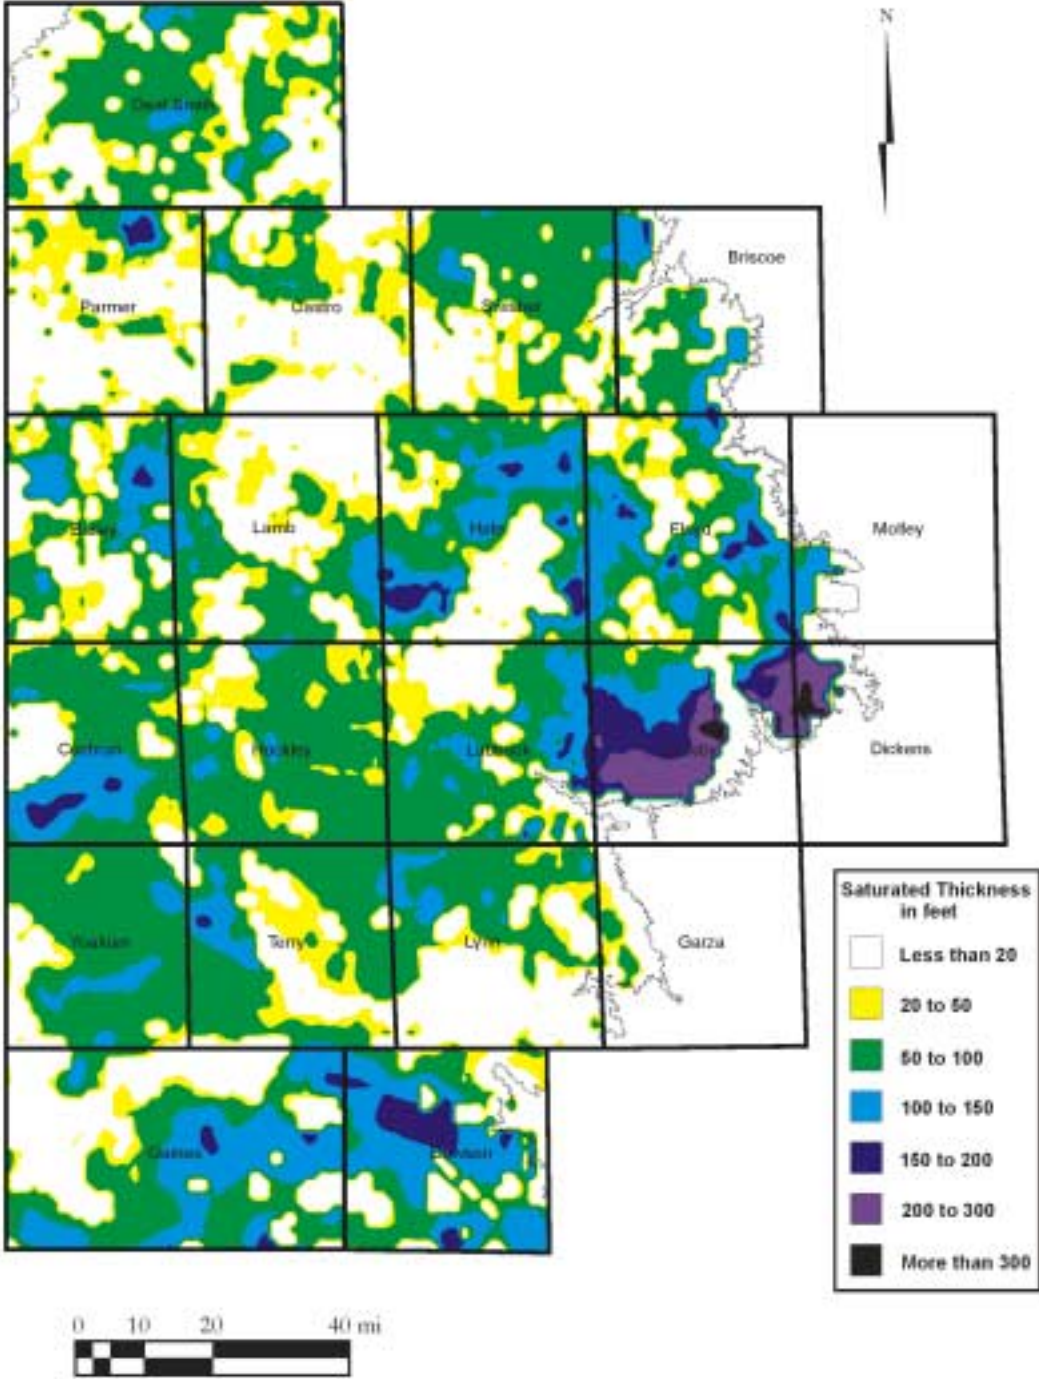 N
Deaf Smith
Briscoe
Parmer
Castro
Swisher
Bailey
Lamb
Hale
Floyd
Motley
Cochran
Hockley
Lubbock
Dickens
Yoakum
Terry
Lynn
Garza
Gaines
Dawson
Saturated Thickness
in feet
Less than 20
20 to 50
50 to 100
100 to 150
150 to 200
200 to 300
More than 300
0 10 20 40 mi